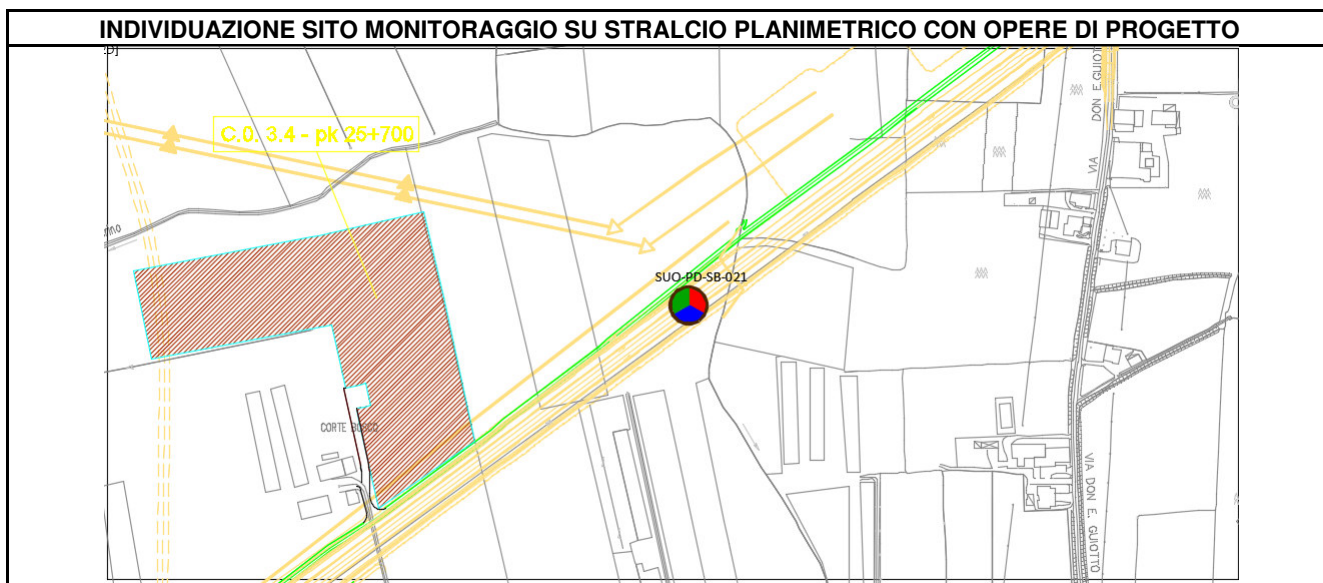 INDIVIDUAZIONE SITO MONITORAGGIO SU STRALCIO PLANIMETRICO CON OPERE DI PROGETTO
C.O. 3.4 - pk 25+700
VIA DON E.GUIOTTO
SUO-PD-SB-021
CORTE BOSCO
VIA DON E. GUIOTTO